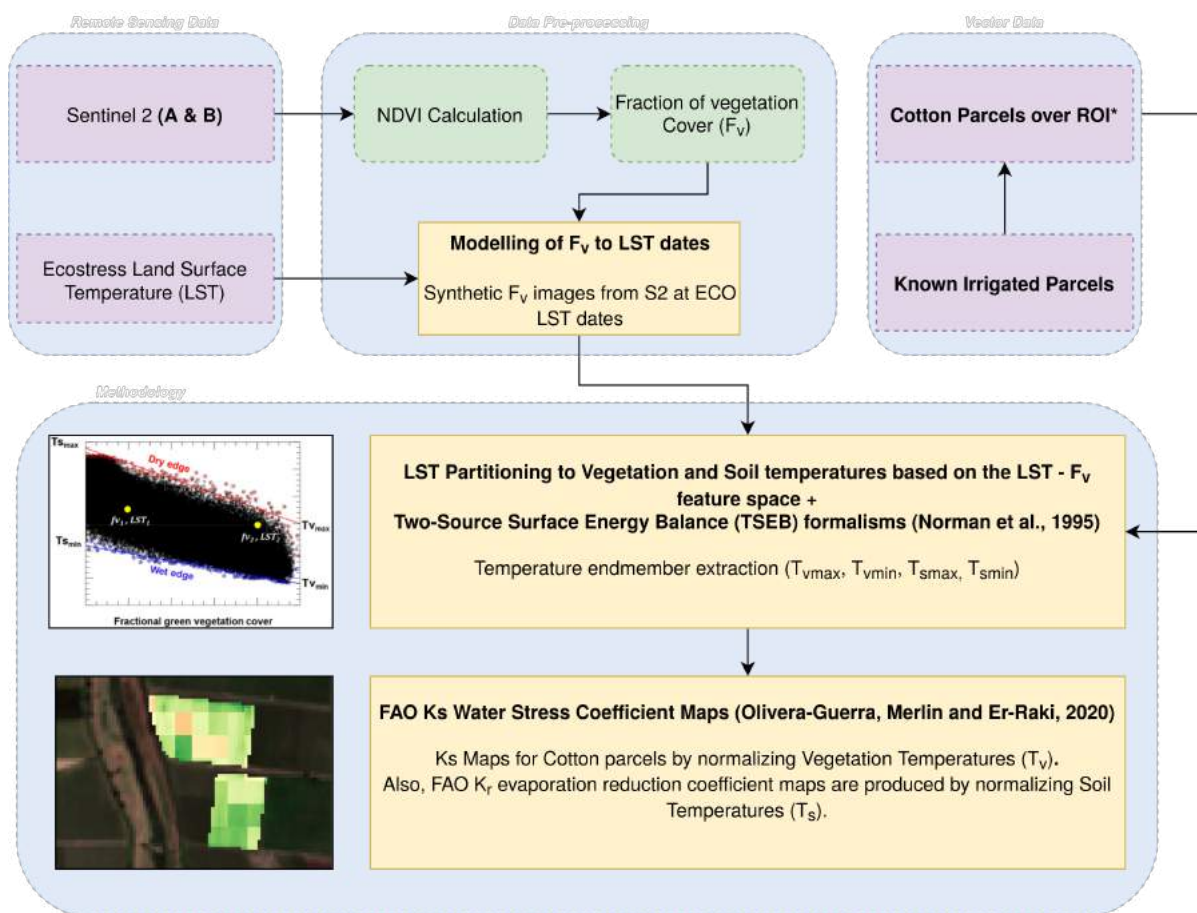 Remote Sensing Data
Data Pre-processing
Vector Data
Sentinel 2 (A & B)
NDVI Calculation
Fraction of vegetation
Cover (Fv)
Cotton Parcels over ROI*
Modelling of Fv to LST dates
Synthetic Fv images from S2 at ECO
LST dates
Ecostress Land Surface
Temperature (LST)
Known Irrigated Parcels
Methodology
Tsmax
Dry edge
fv1, LST1
fv2, LST2
Tvmax
Tsmin
Wet edge
Tvmin
Fractional green vegetation cover
LST Partitioning to Vegetation and Soil temperatures based on the LST - Fv
feature space +
Two-Source Surface Energy Balance (TSEB) formalisms (Norman et al., 1995)
Temperature endmember extraction (Tvmax, Tvmin, Tsmax, Tsmin)
FAO Ks Water Stress Coefficient Maps (Olivera-Guerra, Merlin and Er-Raki, 2020)
Ks Maps for Cotton parcels by normalizing Vegetation Temperatures (Tv).
Also, FAO Kr evaporation reduction coefficient maps are produced by normalizing Soil
Temperatures (Ts).